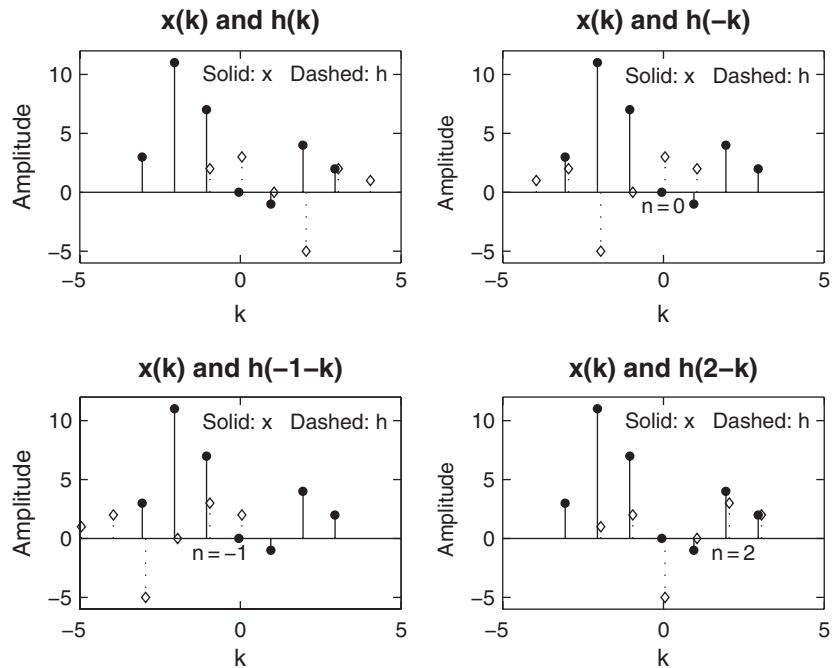 x(k) and h(k)
Solid: x Dashed: h
10
5
0
−5
−5 0 5
Amplitude
k
x(k) and h(−k)
Solid: x Dashed: h
10
5
0
−5
n = 0
−5 0 5
Amplitude
k
x(k) and h(−1−k)
Solid: x Dashed: h
10
5
0
−5
n = −1
−5 0 5
Amplitude
k
x(k) and h(2−k)
Solid: x Dashed: h
10
5
0
−5
n = 2
−5 0 5
Amplitude
k